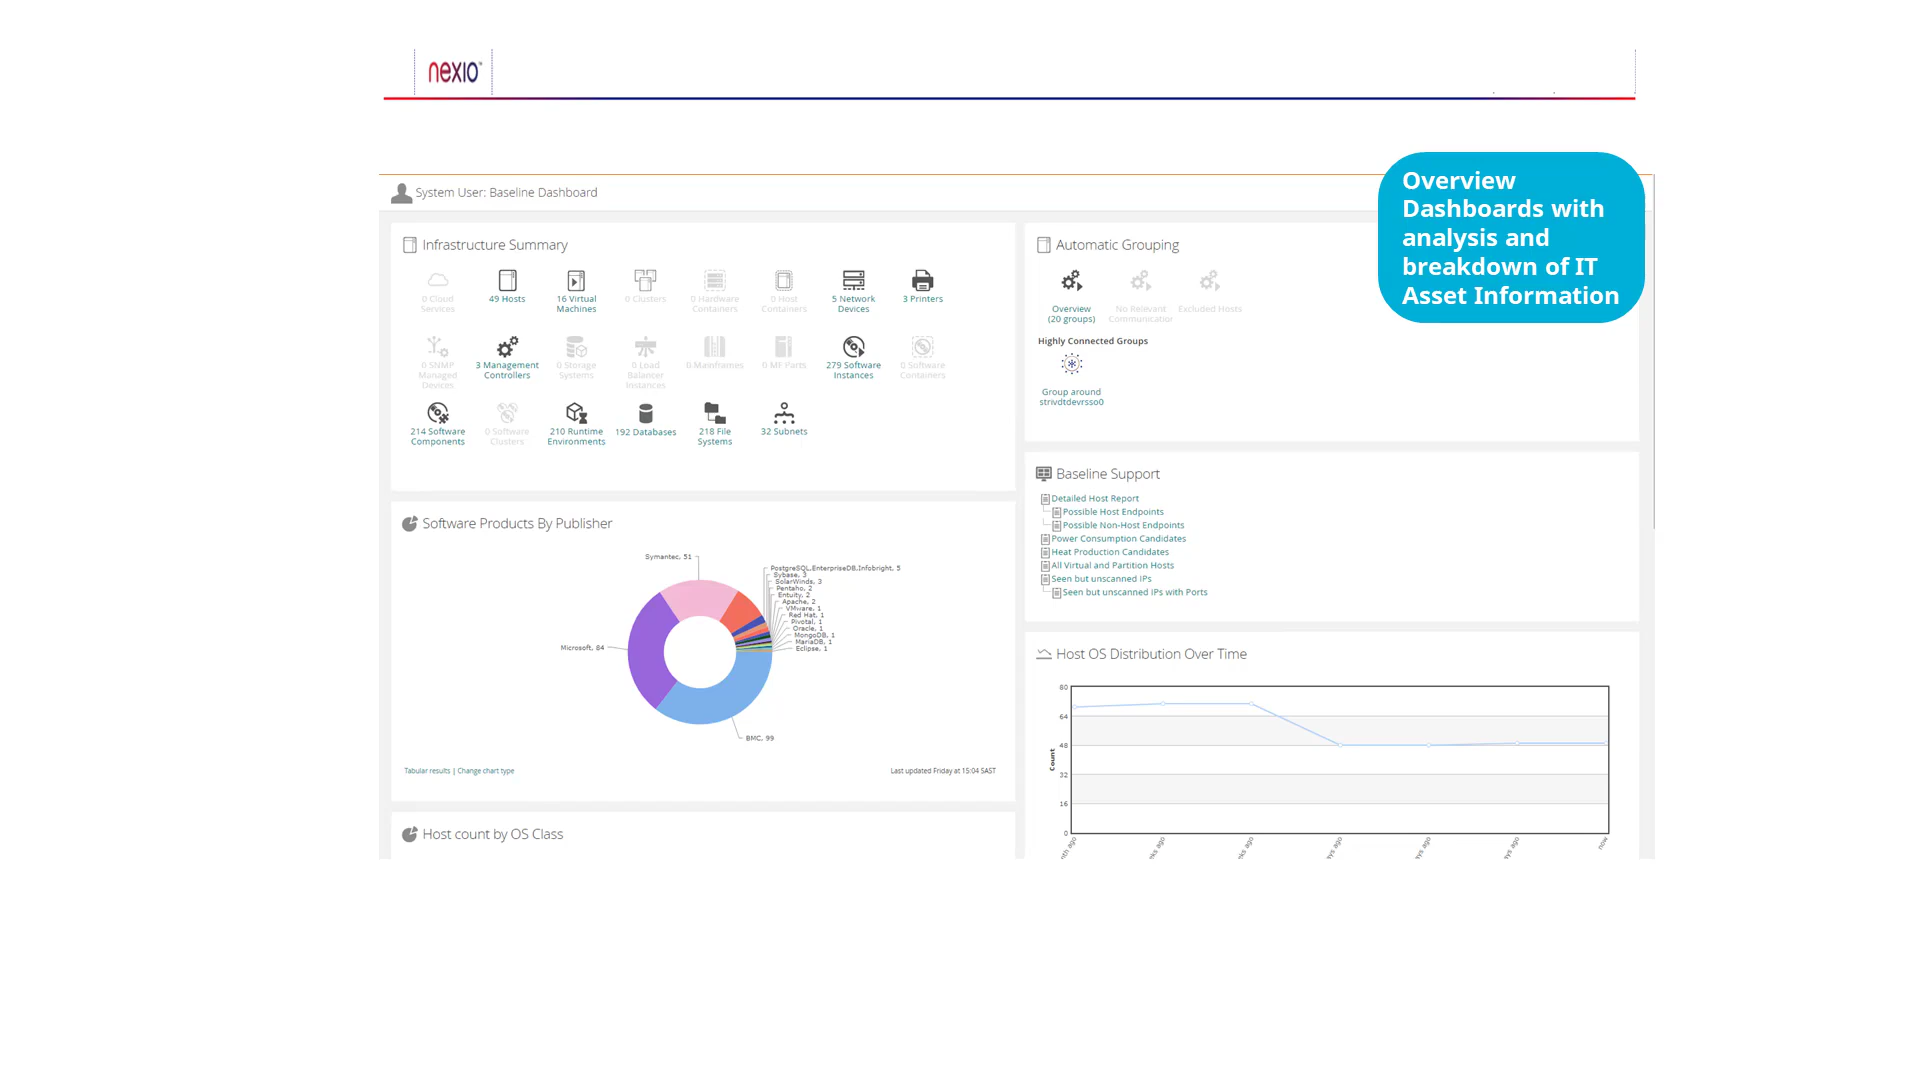 nexio
System User: Baseline Dashboard
Overview
Dashboards with
analysis and
breakdown of IT
Asset Information
Infrastructure Summary
0 Cloud
Services
49 Hosts
16 Virtual
Machines
0 Clusters
0 Hardware
Containers
0 Host
Containers
5 Network
Devices
3 Printers
0 SNMP
Managed
Devices
3 Management
Controllers
0 Storage
Systems
0 Load
Balancer
Instances
0 Mainframes
0 MF Parts
279 Software
Instances
0 Software
Containers
214 Software
Components
0 Software
Clusters
210 Runtime
Environments
192 Databases
218 File
Systems
32 Subnets
Automatic Grouping
Overview
(20 groups)
No Relevant
Communication
Excluded Hosts
Highly Connected Groups
Group around
strivdtdevrsso0
Baseline Support
Detailed Host Report
Possible Host Endpoints
Possible Non-Host Endpoints
Power Consumption Candidates
Heat Production Candidates
All Virtual and Partition Hosts
Seen but unscanned IPs
Seen but unscanned IPs with Ports
Software Products By Publisher
Symantec, 51
PostgreSQL,EnterpriseDB,Infobright, 5
Sybase, 3
SolarWinds, 3
Pentaho, 2
Entuity, 2
Apache, 2
VMware, 1
Red Hat, 1
Pivotal, 1
Oracle, 1
MongoDB, 1
MariaDB, 1
Eclipse, 1
Microsoft, 84
BMC, 99
Tabular results | Change chart type
Last updated Friday at 15:04 SAST
Host OS Distribution Over Time
80
64
48
32
16
0
Count
ago
ago
ago
ago
ago
ago
now
Host count by OS Class